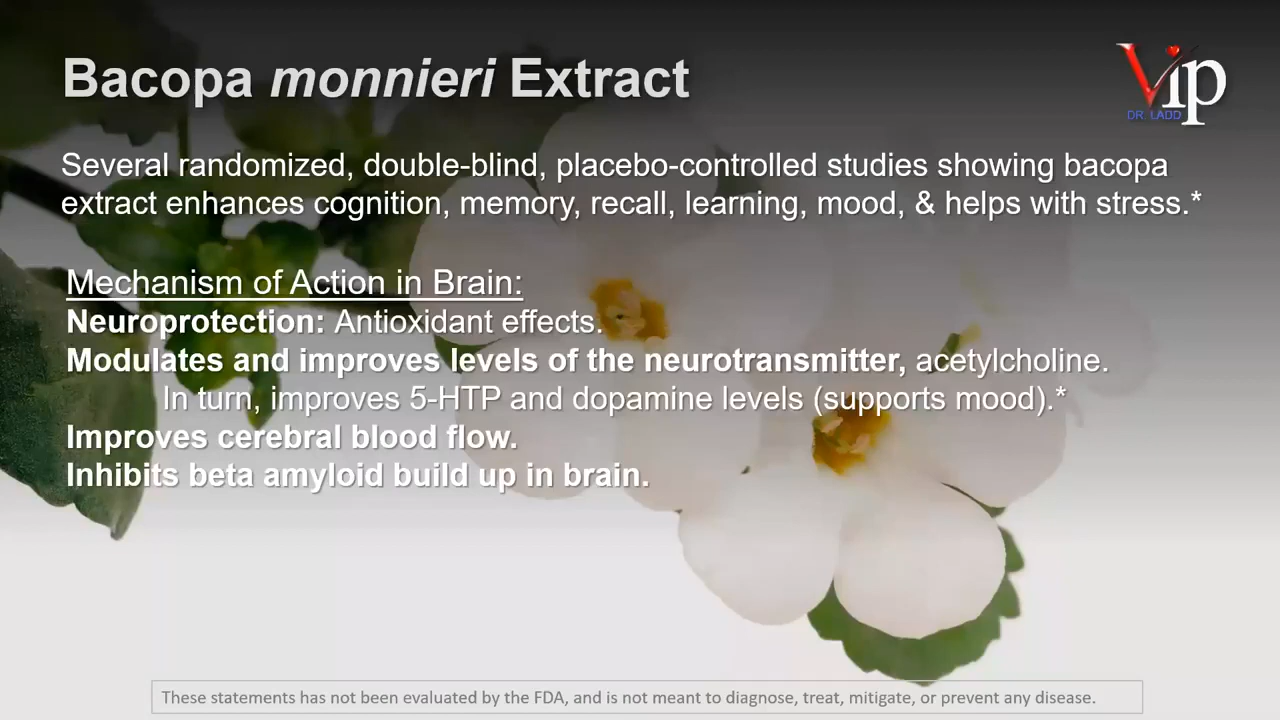 Bacopa monnieri Extract
Vip
DR. LADD
Several randomized, double-blind, placebo-controlled studies showing bacopa
extract enhances cognition, memory, recall, learning, mood, & helps with stress.*
Mechanism of Action in Brain:
Neuroprotection: Antioxidant effects.
Modulates and improves levels of the neurotransmitter, acetylcholine.
In turn, improves 5-HTP and dopamine levels (supports mood).*
Improves cerebral blood flow.
Inhibits beta amyloid build up in brain.
These statements has not been evaluated by the FDA, and is not meant to diagnose, treat, mitigate, or prevent any disease.